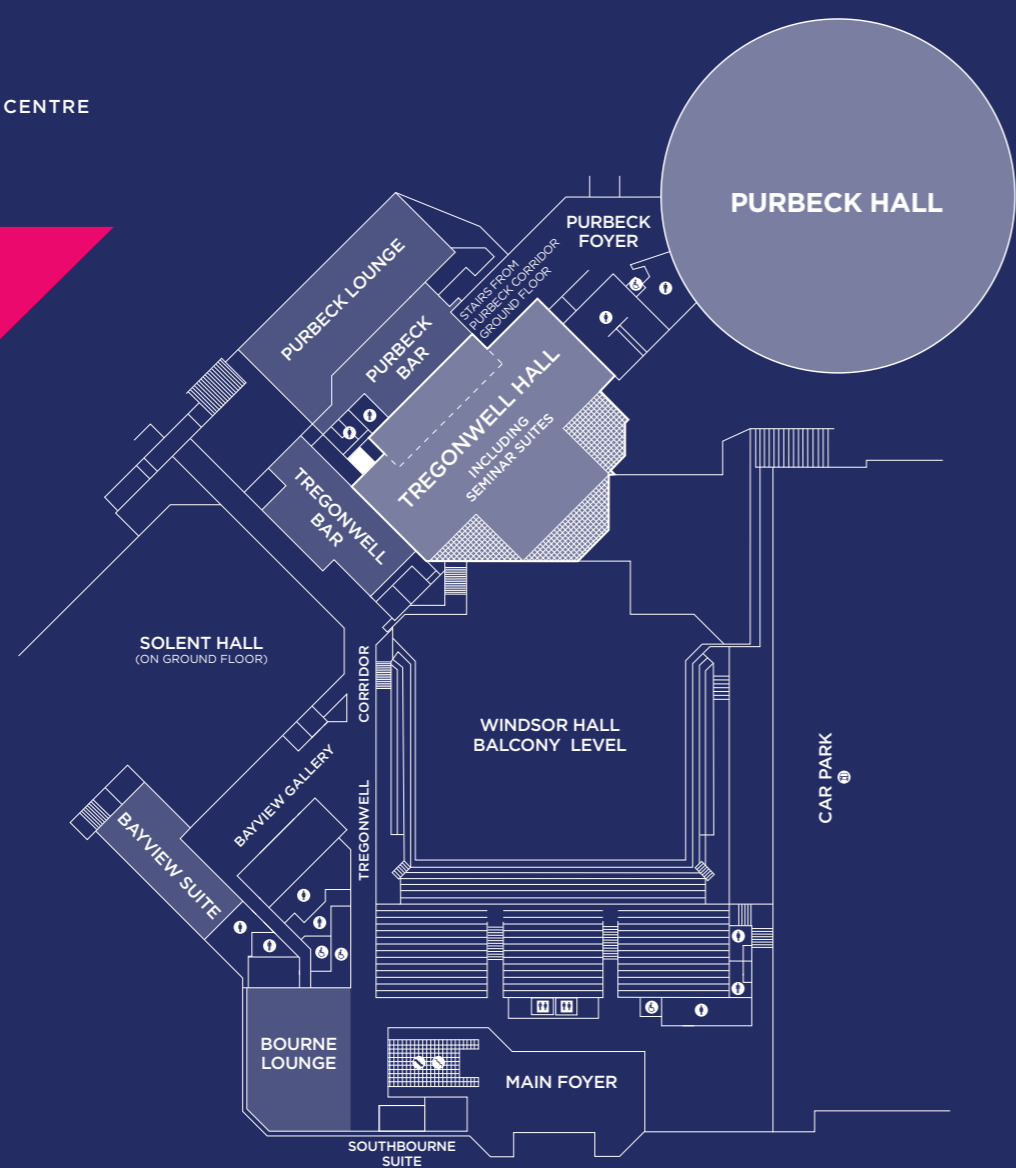 CENTRE
PURBECK HALL
PURBECK
FOYER
STAIRS FROM
PURBECK CORRIDOR
GROUND FLOOR
PURBECK LOUNGE
PURBECK
BAR
TREGONWELL HALL
INCLUDING
SEMINAR SUITES
TREGONWELL
BAR
SOLENT HALL
(ON GROUND FLOOR)
CORRIDOR
WINDSOR HALL
BALCONY LEVEL
CAR PARK
BAYVIEW GALLERY
TREGONWELL
BAYVIEW SUITE
BOURNE
LOUNGE
MAIN FOYER
SOUTHBOURNE
SUITE